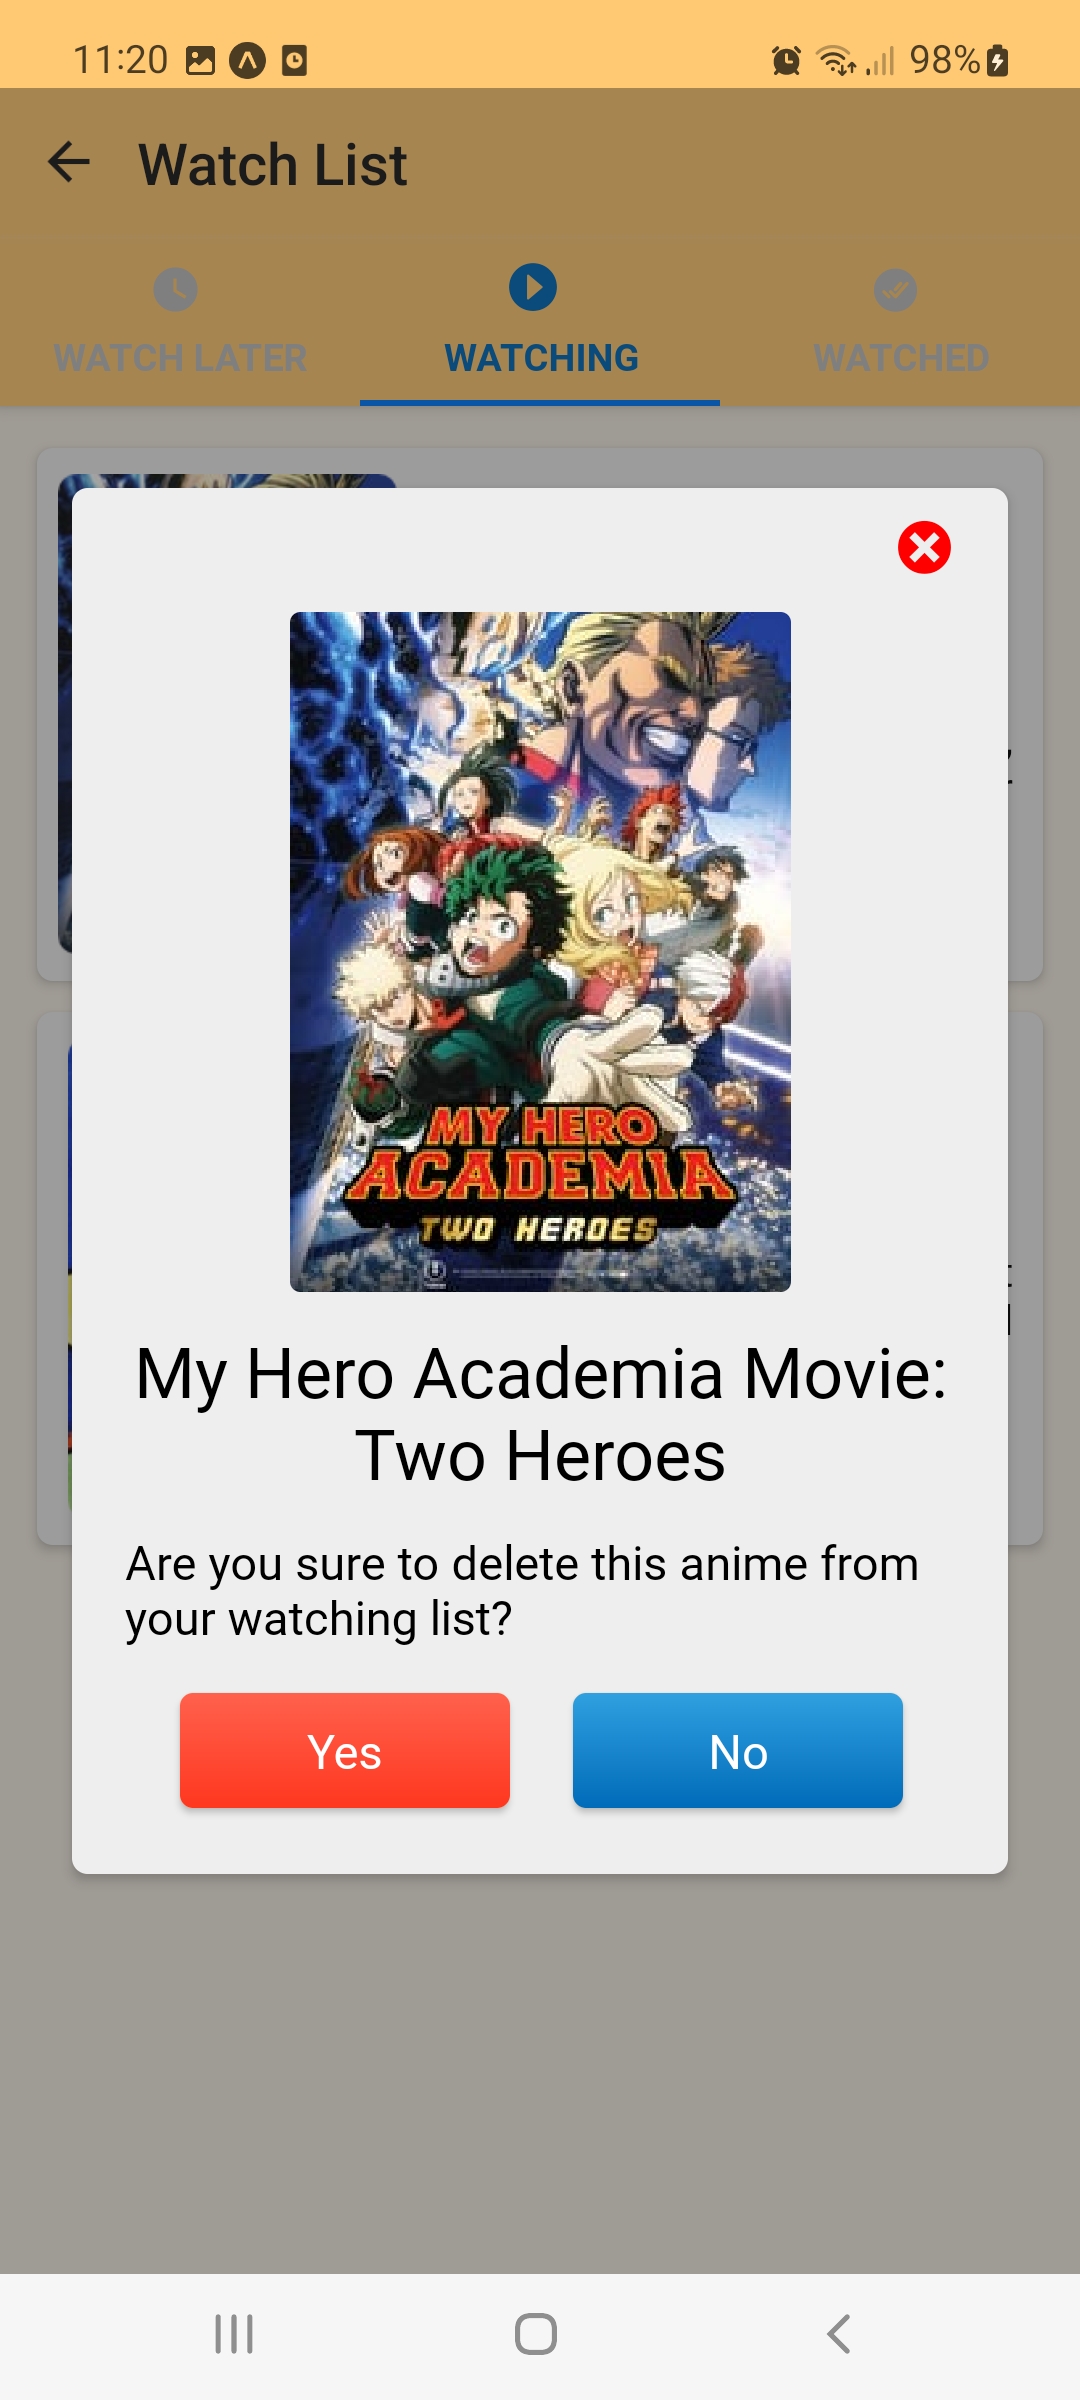 11:20
98%
Watch List
WATCH LATER
WATCHING
WATCHED
MY HERO
ACADEMIA
TWO HEROES
My Hero Academia Movie:
Two Heroes
Are you sure to delete this anime from
your watching list?
Yes
No